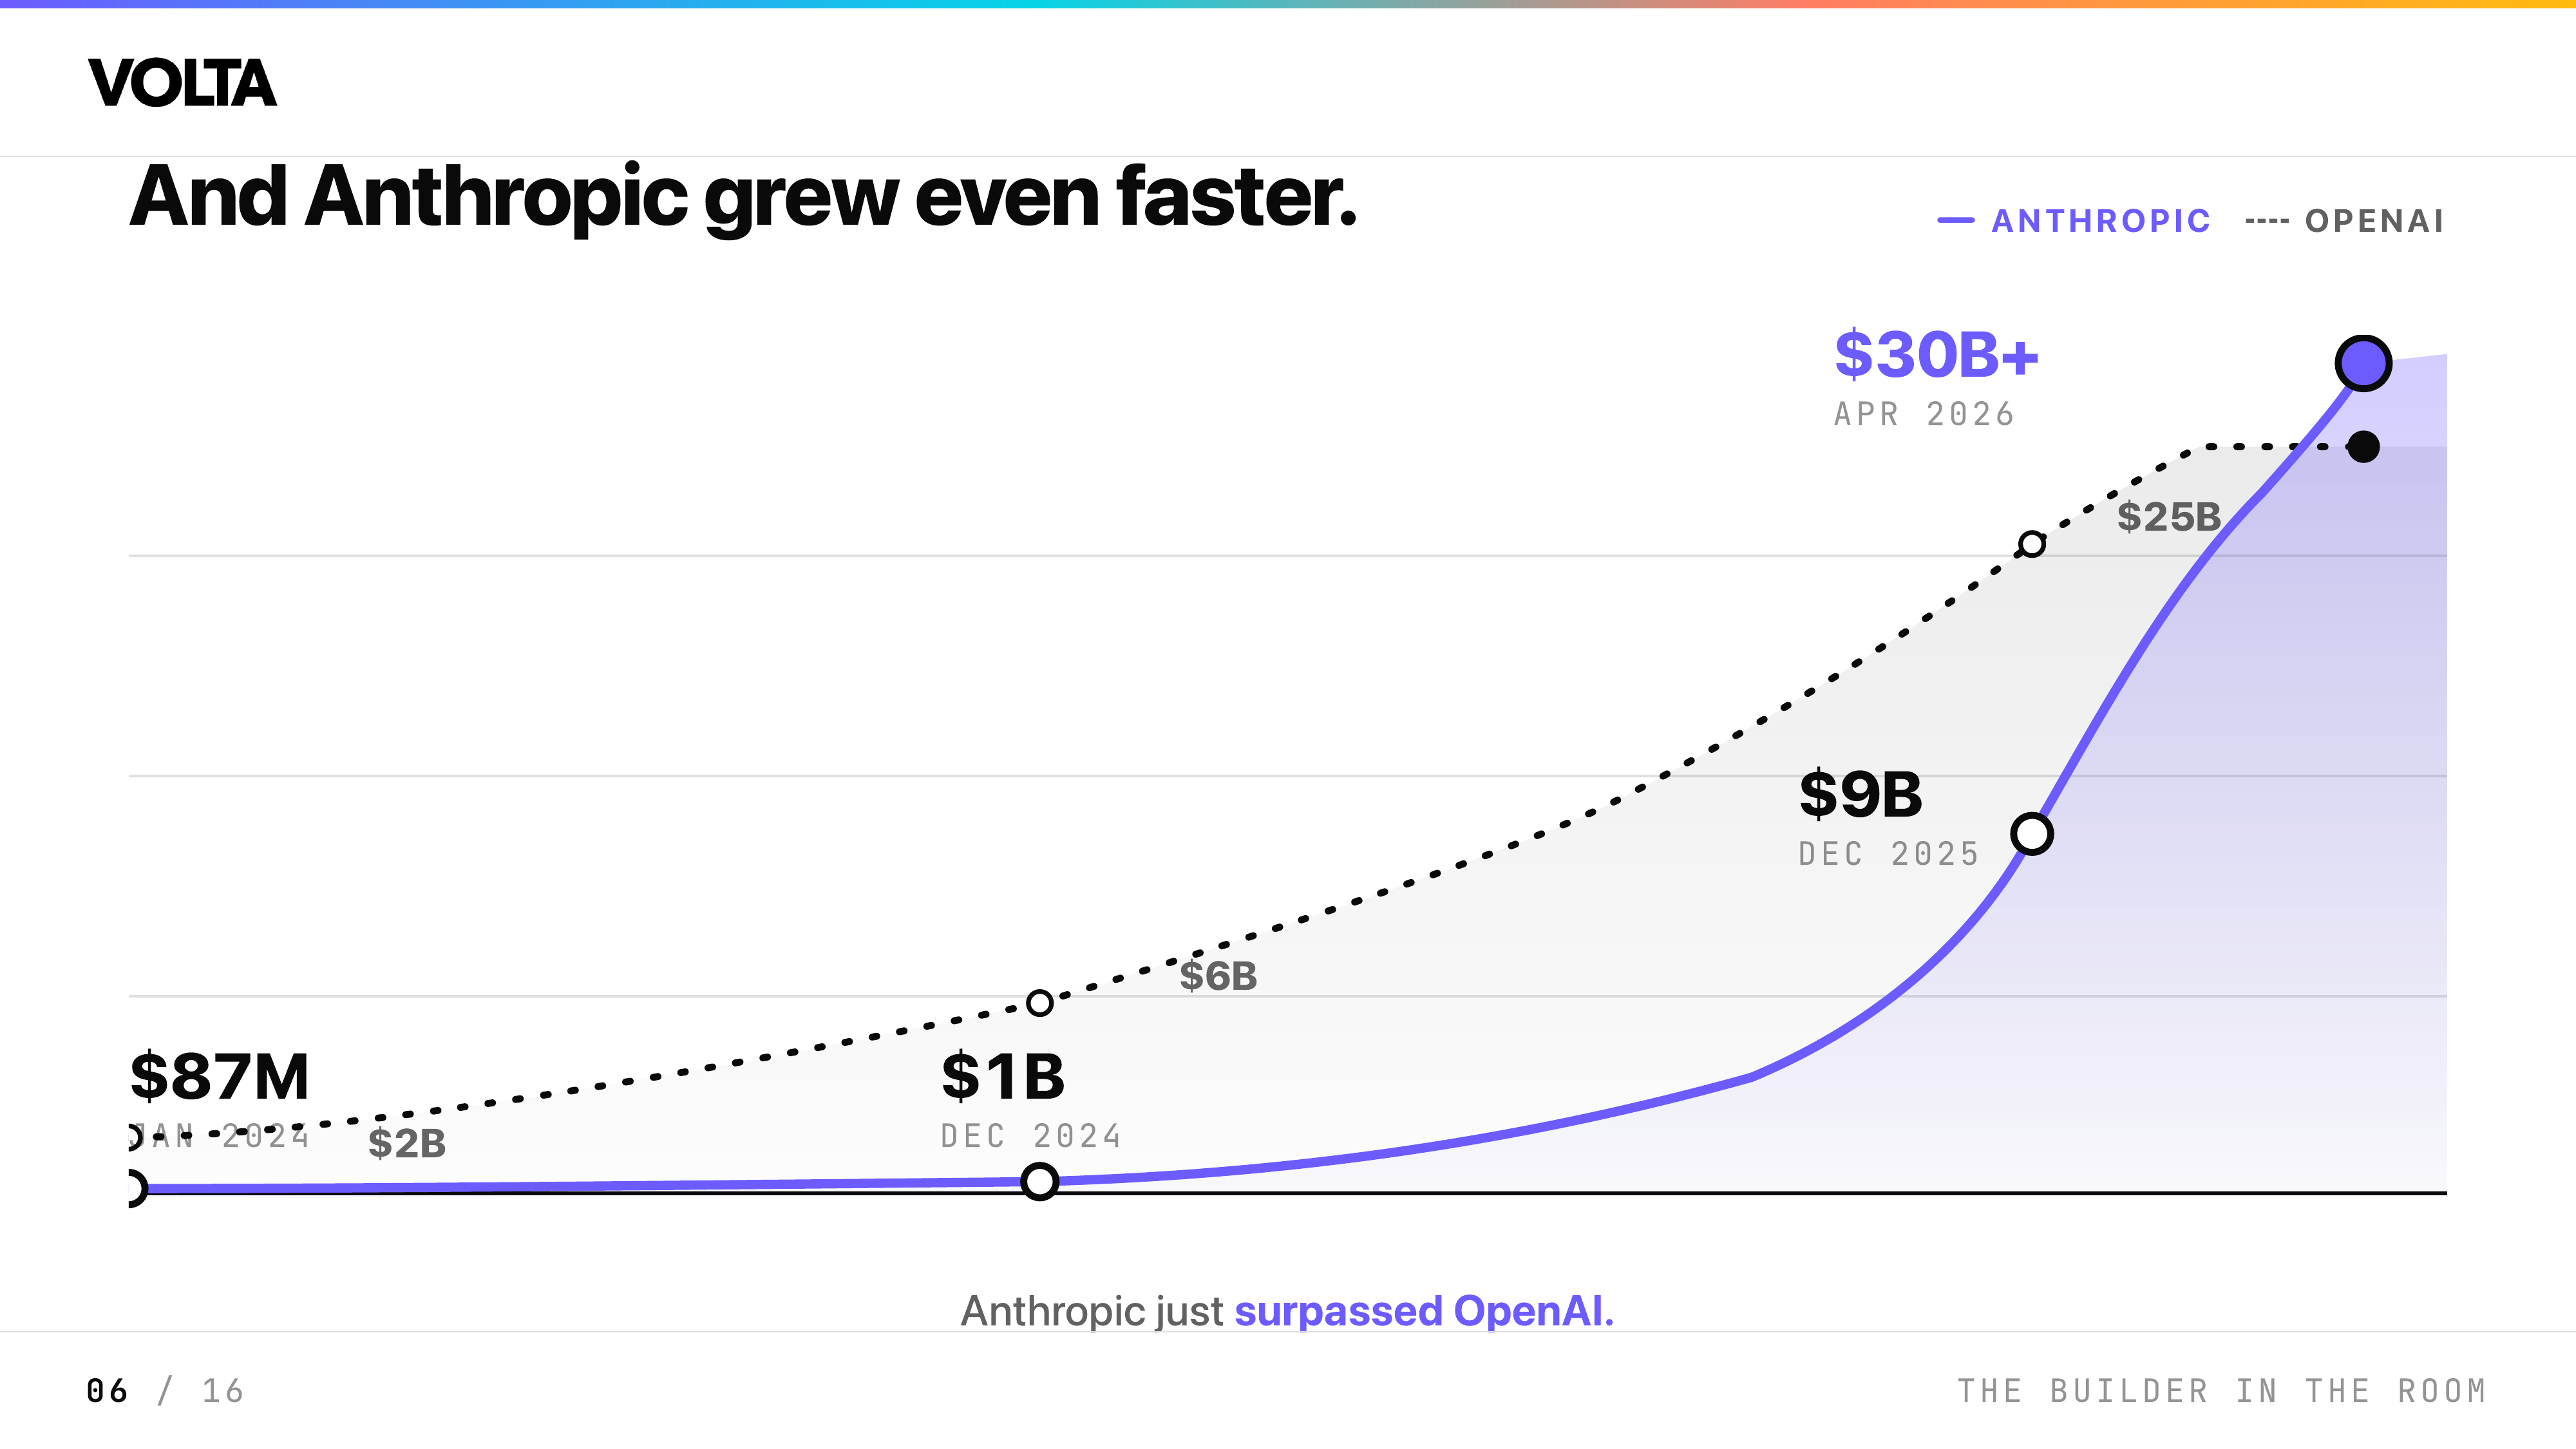 VOLTA
And Anthropic grew even faster.
ANTHROPIC
OPENAI
$30B+
APR 2026
$25B
$9B
DEC 2025
$6B
$87M
JAN 2024
$2B
$1B
DEC 2024
Anthropic just surpassed OpenAI.
06 / 16
THE BUILDER IN THE ROOM